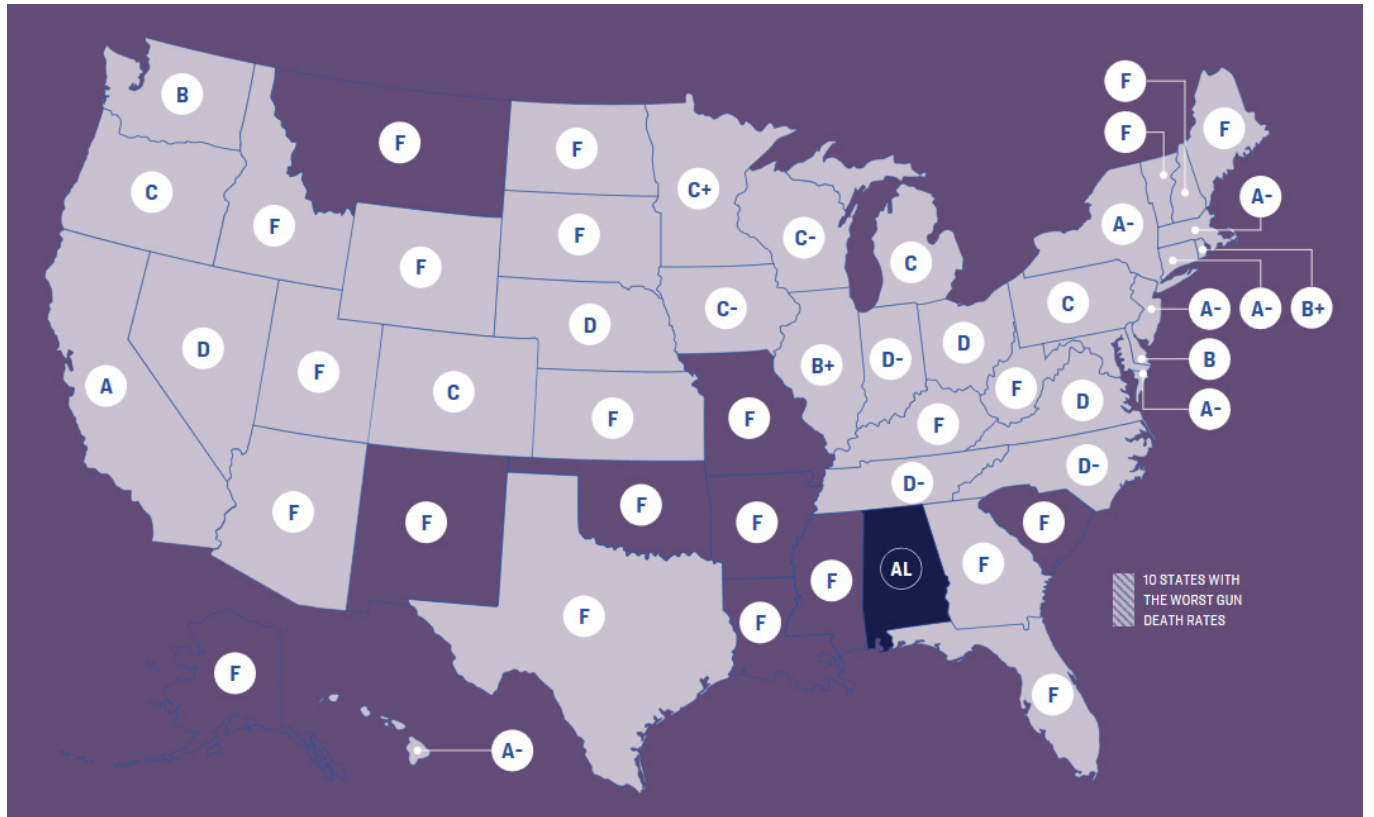 F
B
F
F
F
F
C+
C
A-
F
A-
F
C-
F
C
C
D
C-
A-
A-
B+
D
B+
D-
D
B
F
A
C
F
D
A-
F
F
F
D-
D-
F
F
F
F
F
F
AL
F
F
10 STATES WITH
THE WORST GUN
DEATH RATES
F
F
F
F
A-